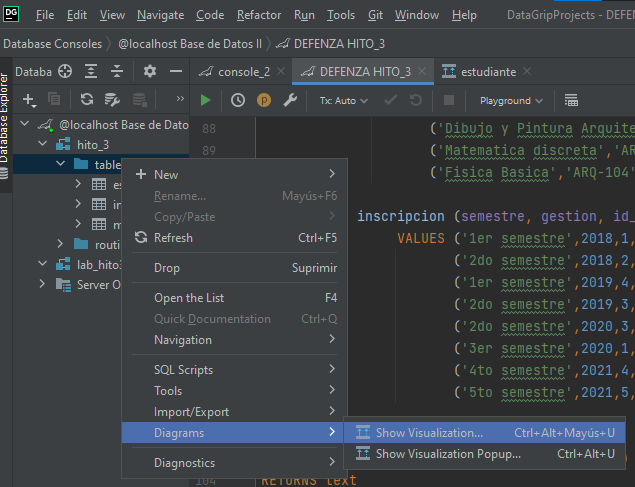 DG
File Edit View Navigate Code Refactor Run Tools Git Window Help DataGripProjects - DEFEN
Database Consoles @localhost Base de Datos II DEFENZA HITO_3
Databa console_2 DEFENZA HITO_3 estudiante
Tx: Auto Playground
Database Explorer
@localhost Base de Dato
hito_3
table
es
in
m
routi
lab_hito3
Server O
88 ('Dibujo y Pintura Arquite
89 ('Matematica discreta','AR
('Fisica Basica','ARQ-104'
inscripcion (semestre, gestion, id_
VALUES ('1er semestre',2018,1,
('2do semestre',2018,2,
('1er semestre',2019,4,
('2do semestre',2019,3,
('2do semestre',2020,3,
('3er semestre',2020,1,
('4to semestre',2021,4,
('5to semestre',2021,5,
104 RETURNS text
New
Rename... Mayús+F6
Copy/Paste
Refresh Ctrl+F5
Drop Suprimir
Open the List F4
Quick Documentation Ctrl+Q
Navigation
SQL Scripts
Tools
Import/Export
Diagrams
Diagnostics
Show Visualization... Ctrl+Alt+Mayús+U
Show Visualization Popup... Ctrl+Alt+U